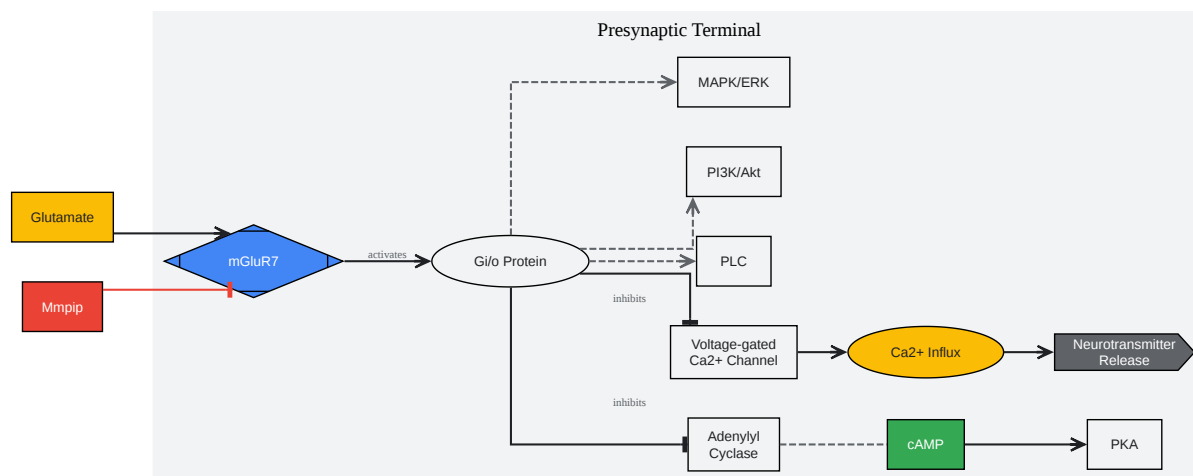 Presynaptic Terminal
MAPK/ERK
PI3K/Akt
Glutamate
mGluR7
activates
Gi/o Protein
PLC
Mmpip
inhibits
Voltage-gated
Ca2+ Channel
Ca2+ Influx
Neurotransmitter
Release
inhibits
Adenylyl
Cyclase
cAMP
PKA